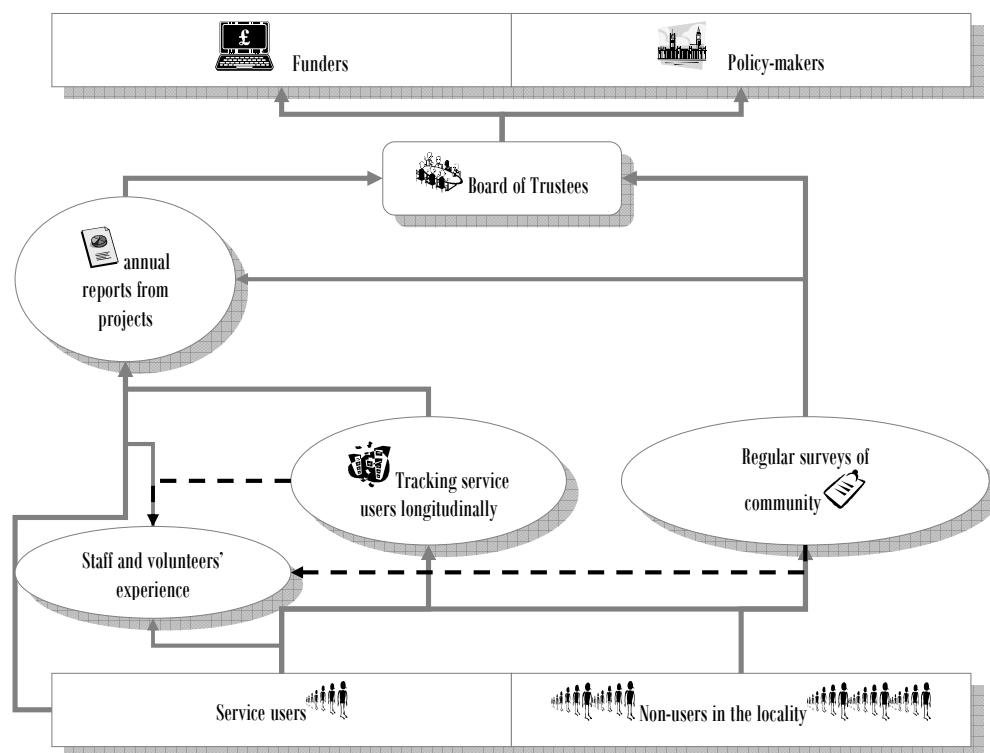 £
Funders
Policy-makers
Board of Trustees
annual
reports from
projects
Regular surveys of
community
Tracking service
users longitudinally
Staff and volunteers’
experience
Service users
Non-users in the locality